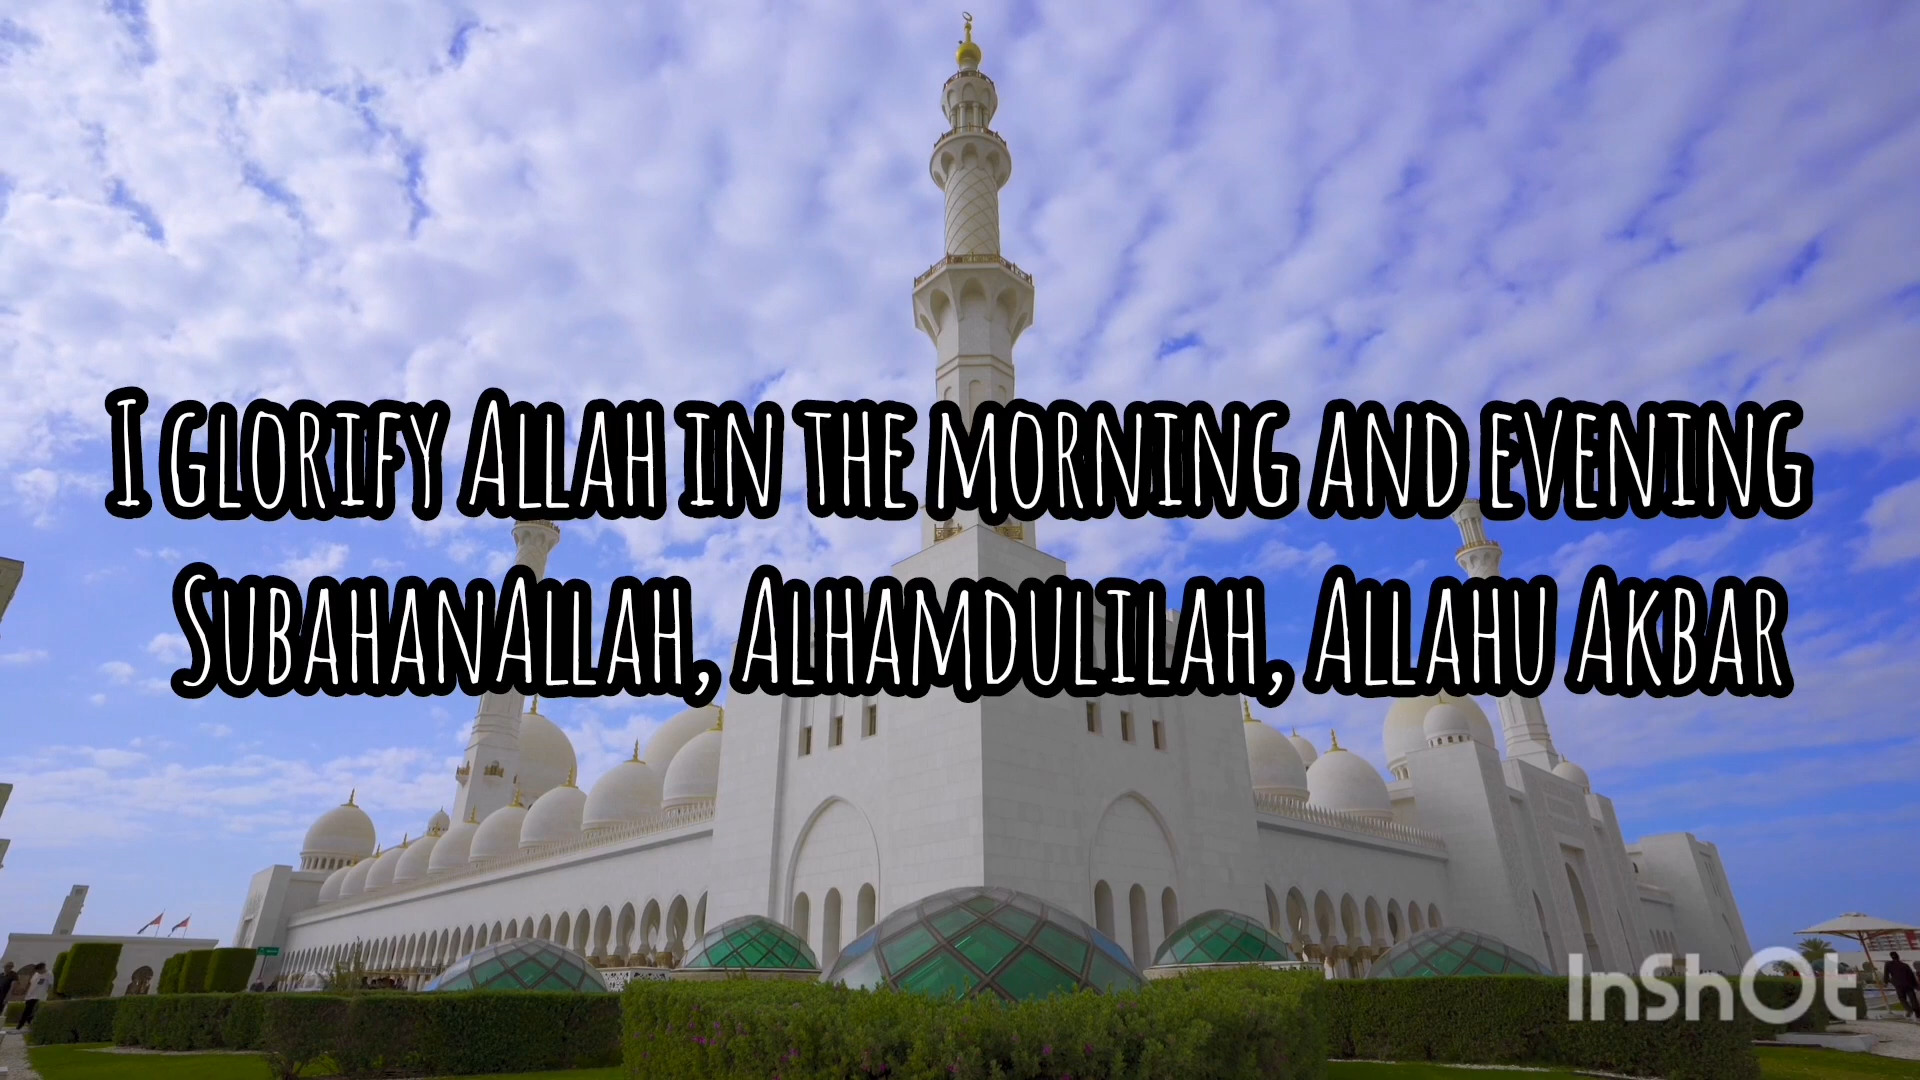 I glorify Allah in the morning and evening
SubahanAllah, Alhamdulilah, Allahu Akbar
InShOt